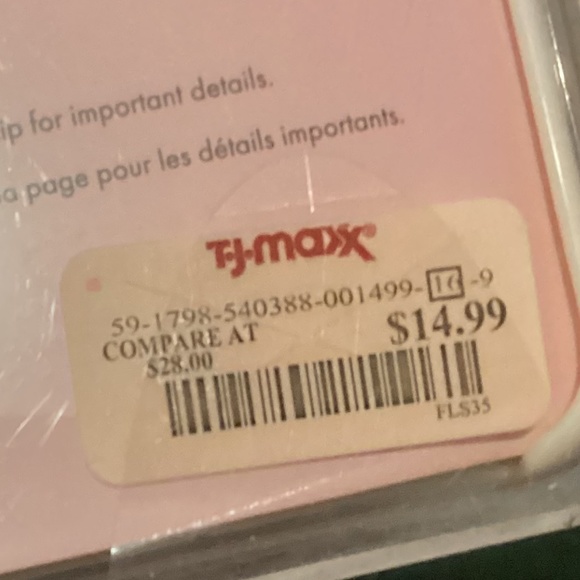 ip for important details.
a page pour les détails importants.
T·J·maxx®
59-1798-540388-001499-16-9
COMPARE AT
$28.00
$14.99
FLS35